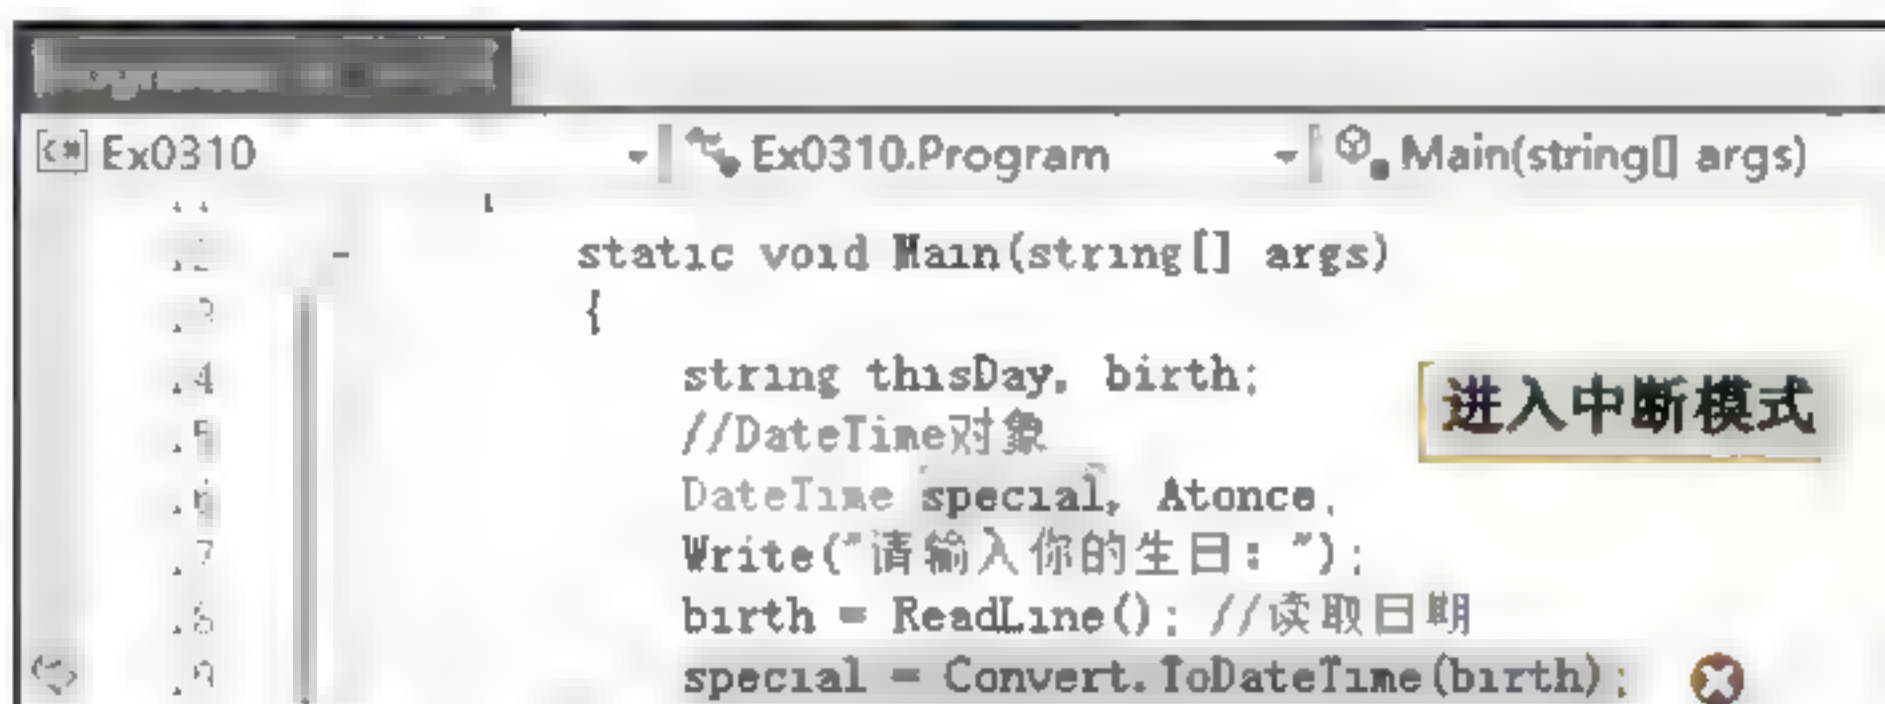 Ex0310 Ex0310.Program Main(string[] args)
static void Main(string[] args)
{
string thisDay, birth;
进入中断模式
//DateTime对象
DateTime special, Atonce;
Write("请输入你的生日：");
birth = ReadLine(); //读取日期
special = Convert.ToDateTime(birth);